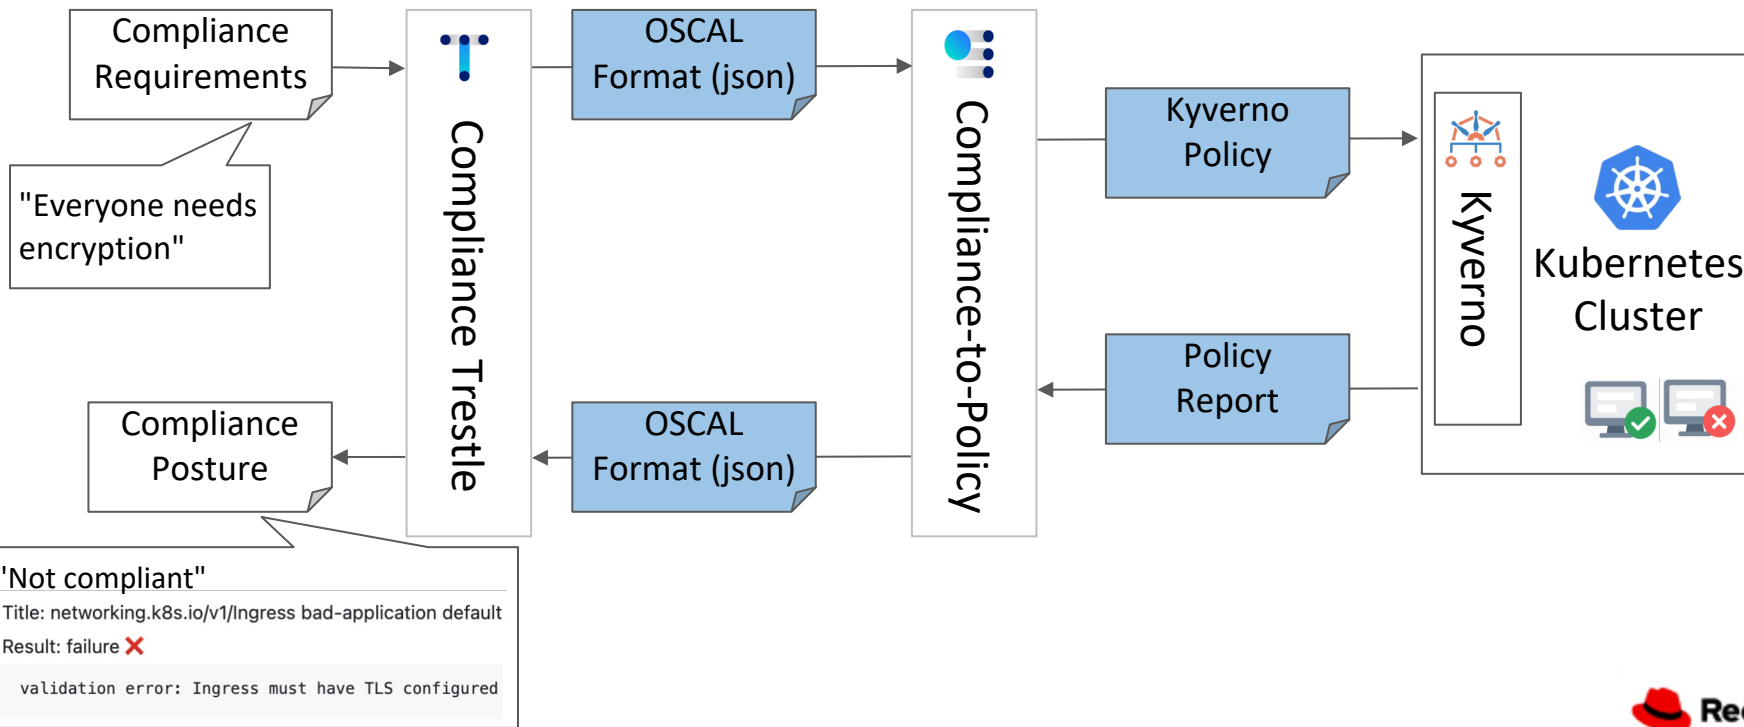 Compliance
Requirements
"Everyone needs
encryption"
Compliance Trestle
OSCAL
Format (json)
Compliance-to-Policy
Kyverno
Policy
Kyverno
Kubernetes
Cluster
Policy
Report
OSCAL
Format (json)
Compliance
Posture
'Not compliant"
Title: networking.k8s.io/v1/Ingress bad-application default
Result: failure ❌
validation error: Ingress must have TLS configured